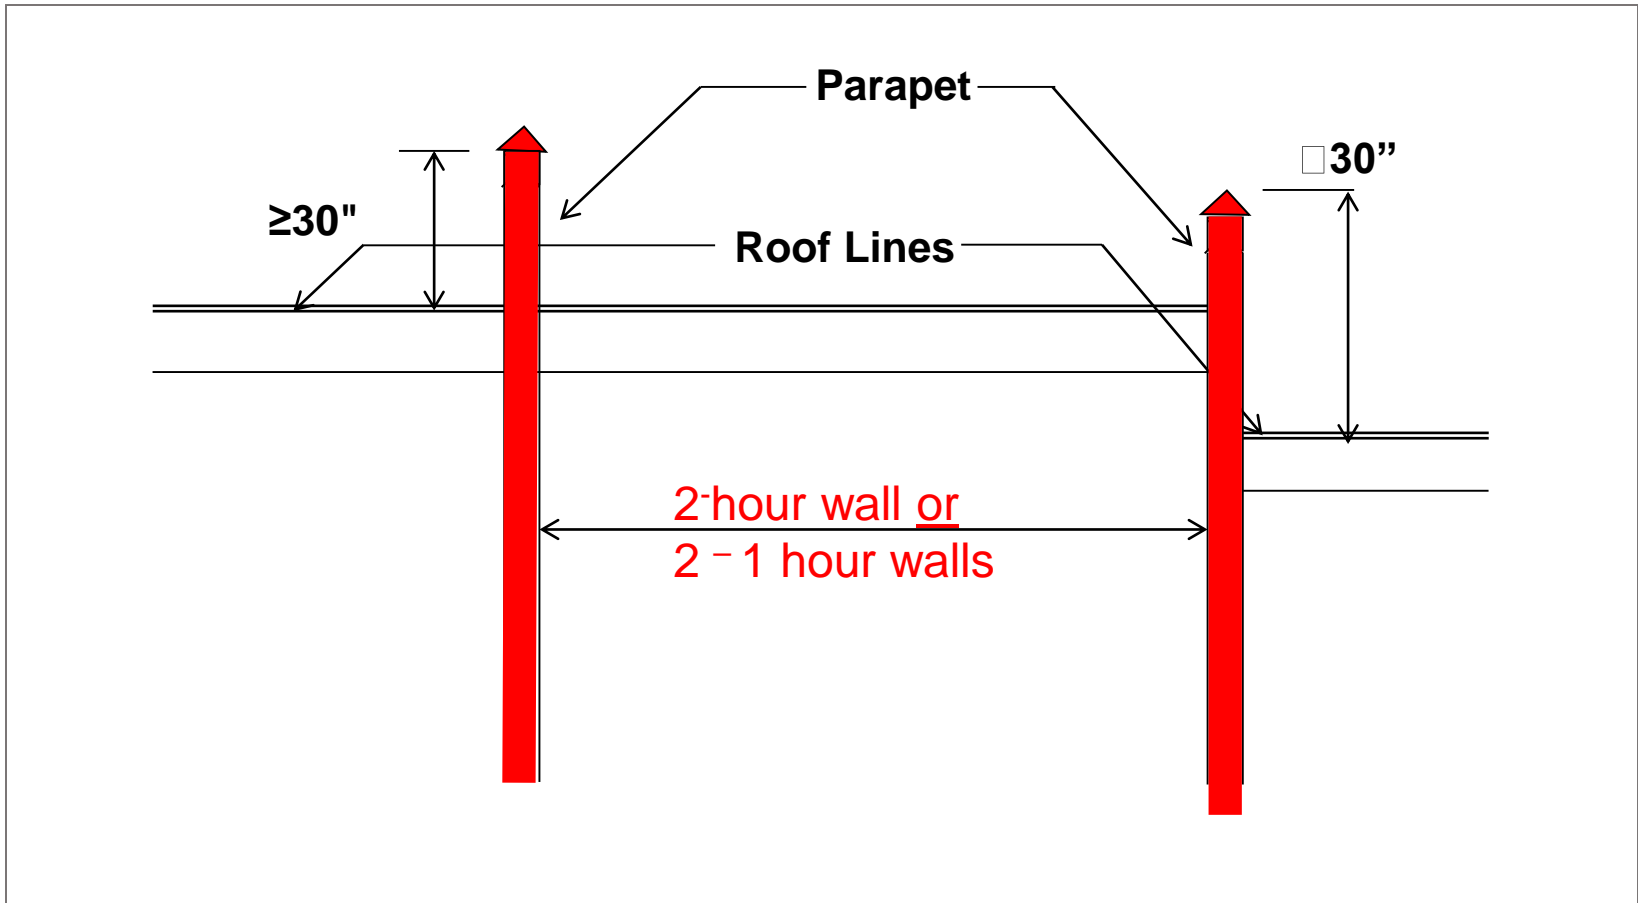 Parapet
□30”
≥30"
Roof Lines
2-hour wall or
2 – 1 hour walls